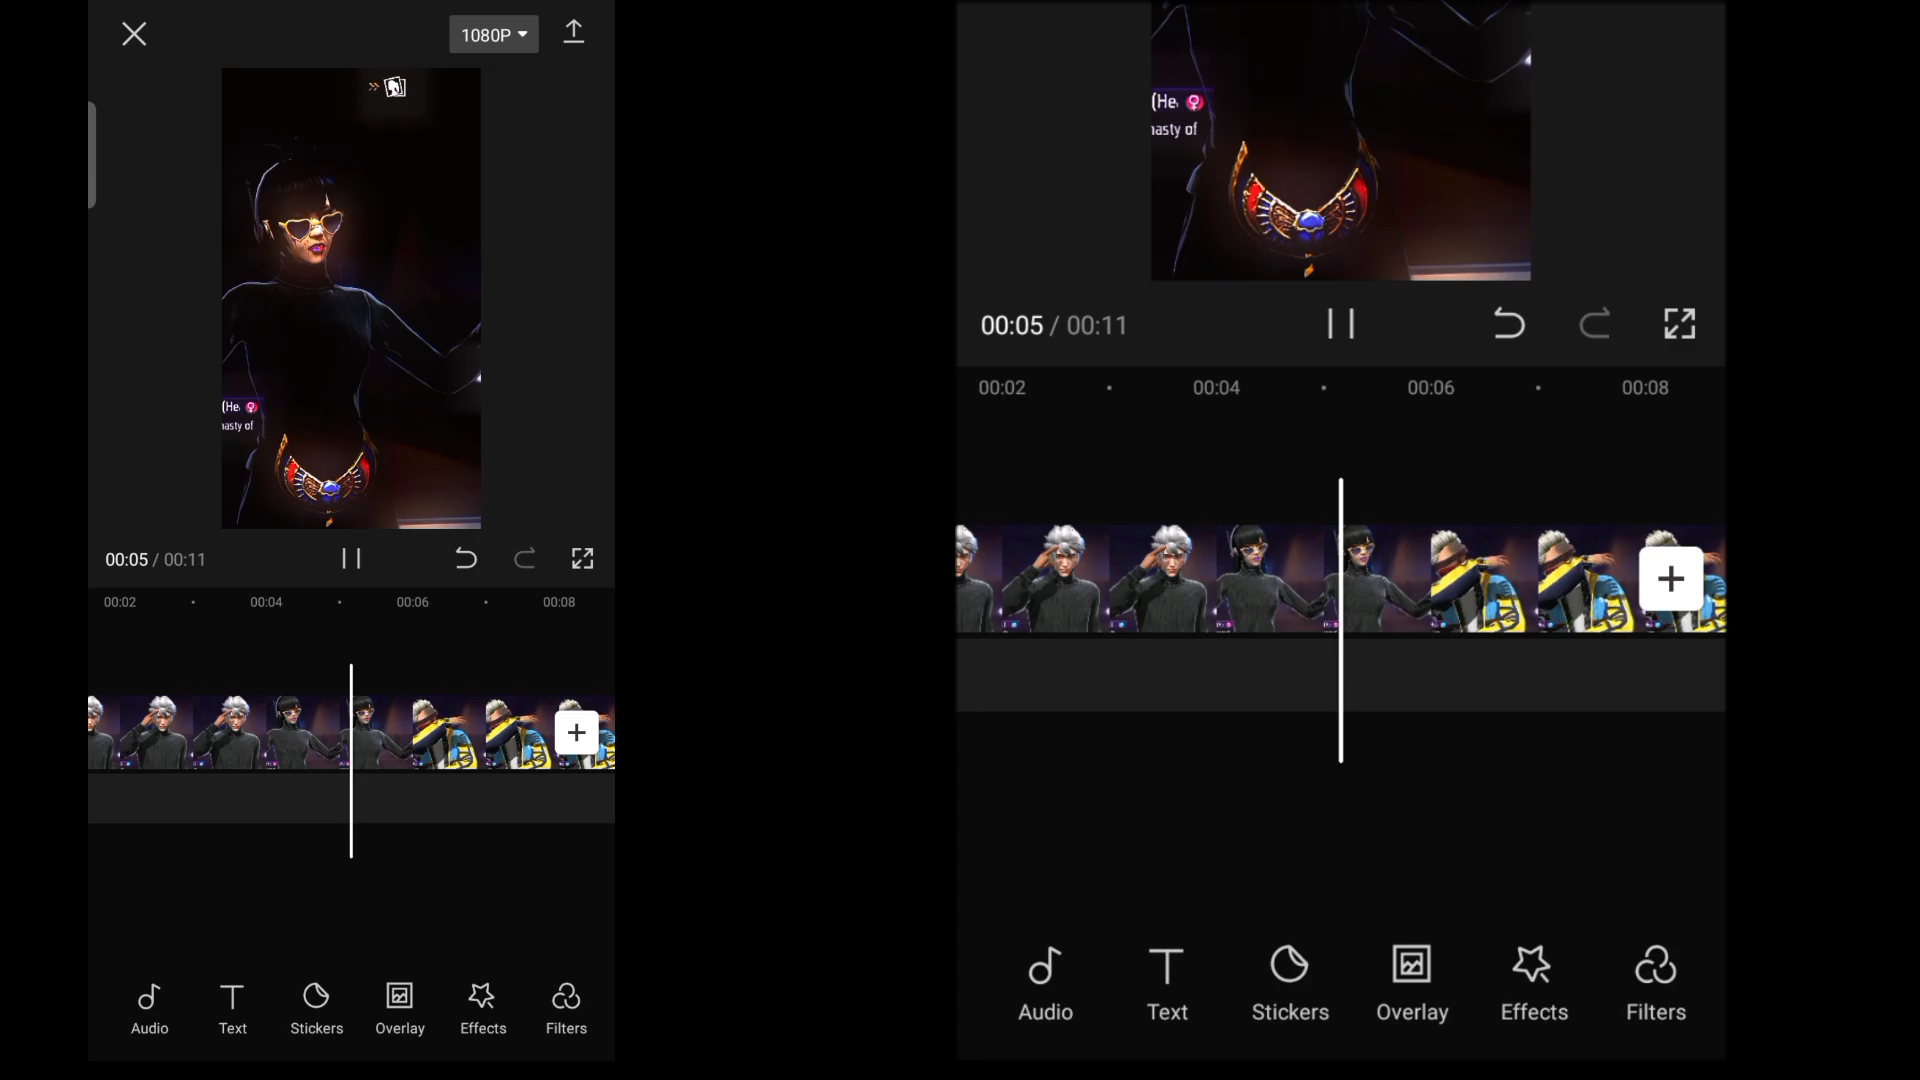 1080P
(He
nasty of
00:05 / 00:11
00:02
00:04
00:06
00:08
Audio
Text
Stickers
Overlay
Effects
Filters
(He
nasty of
00:05 / 00:11
00:02
00:04
00:06
00:08
Audio
Text
Stickers
Overlay
Effects
Filters